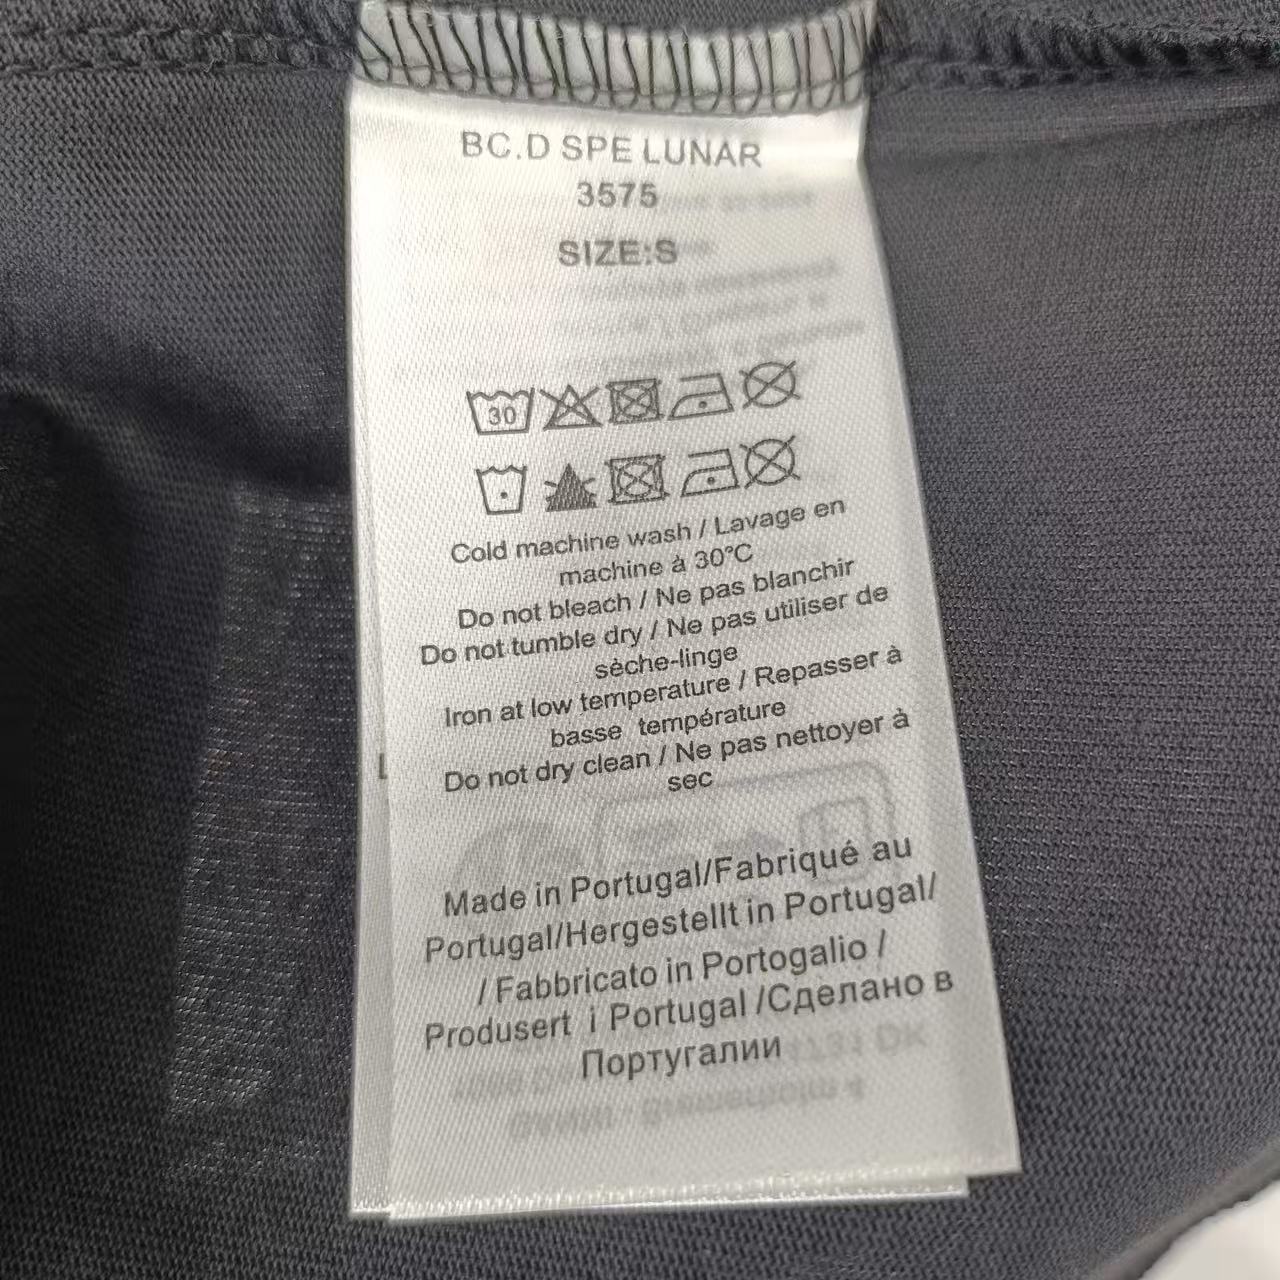 BC.D SPE LUNAR
3575
SIZE:S
30
Cold machine wash / Lavage en
machine à 30°C
Do not bleach / Ne pas blanchir
Do not tumble dry / Ne pas utiliser de
sèche-linge
Iron at low temperature / Repasser à
basse température
Do not dry clean / Ne pas nettoyer à
sec
Made in Portugal/Fabriqué au
Portugal/Hergestellt in Portugal/
/ Fabbricato in Portogalio /
Produsert i Portugal /Сделано в
Португалии